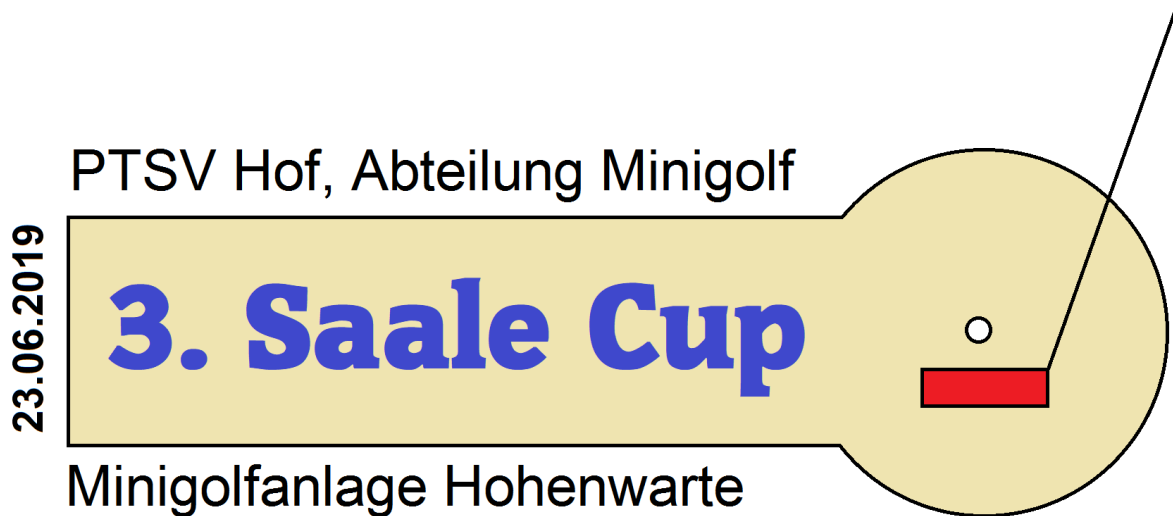 PTSV Hof, Abteilung Minigolf
23.06.2019
3. Saale Cup
Minigolfanlage Hohenwarte